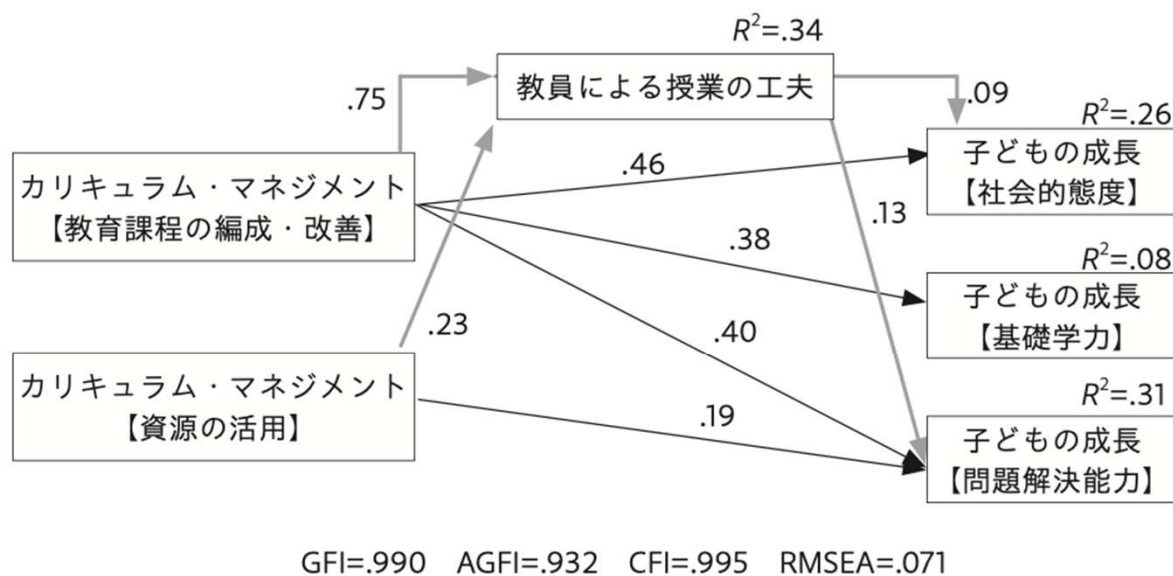 R²=.34
教員による授業の工夫
.75
.09
R²=.26
子どもの成長
【社会的態度】
カリキュラム・マネジメント
【教育課程の編成・改善】
.46
.13
.38
R²=.08
子どもの成長
【基礎学力】
.23
.40
カリキュラム・マネジメント
【資源の活用】
.19
R²=.31
子どもの成長
【問題解決能力】
GFI=.990 AGFI=.932 CFI=.995 RMSEA=.071